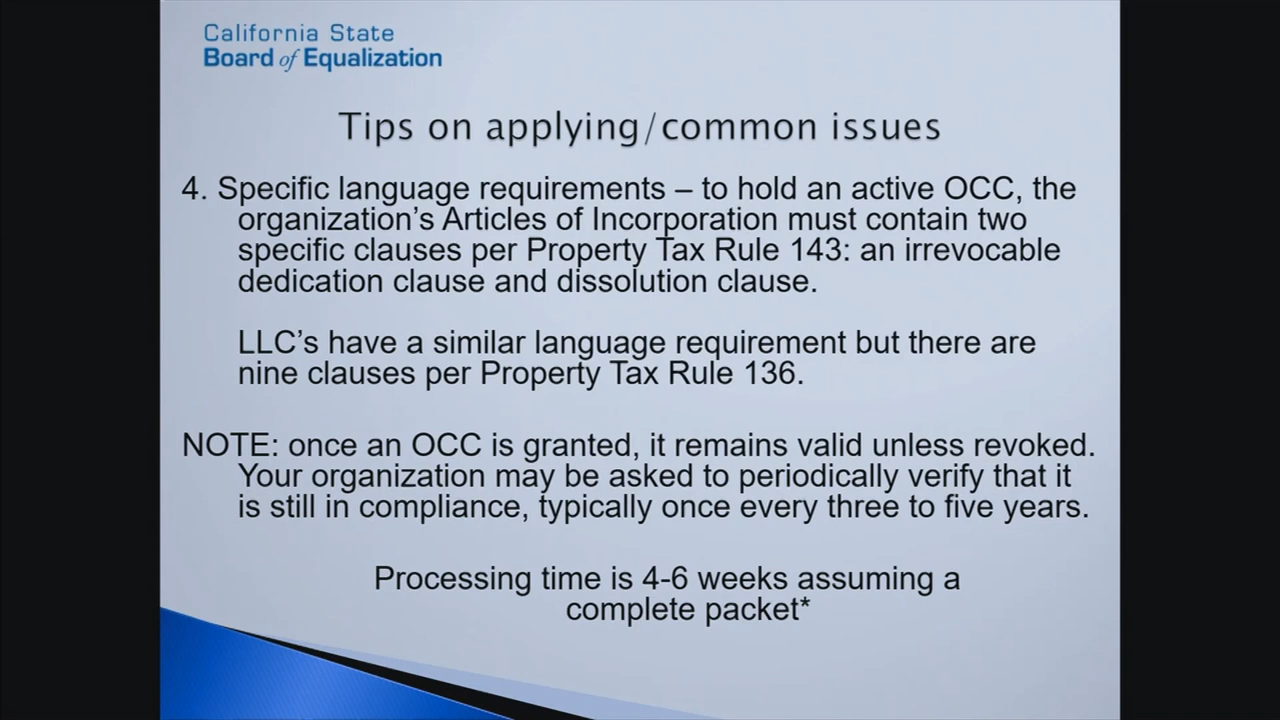 California State
Board of Equalization
Tips on applying/common issues
4. Specific language requirements – to hold an active OCC, the
organization’s Articles of Incorporation must contain two
specific clauses per Property Tax Rule 143: an irrevocable
dedication clause and dissolution clause.
LLC’s have a similar language requirement but there are
nine clauses per Property Tax Rule 136.
NOTE: once an OCC is granted, it remains valid unless revoked.
Your organization may be asked to periodically verify that it
is still in compliance, typically once every three to five years.
Processing time is 4-6 weeks assuming a
complete packet*